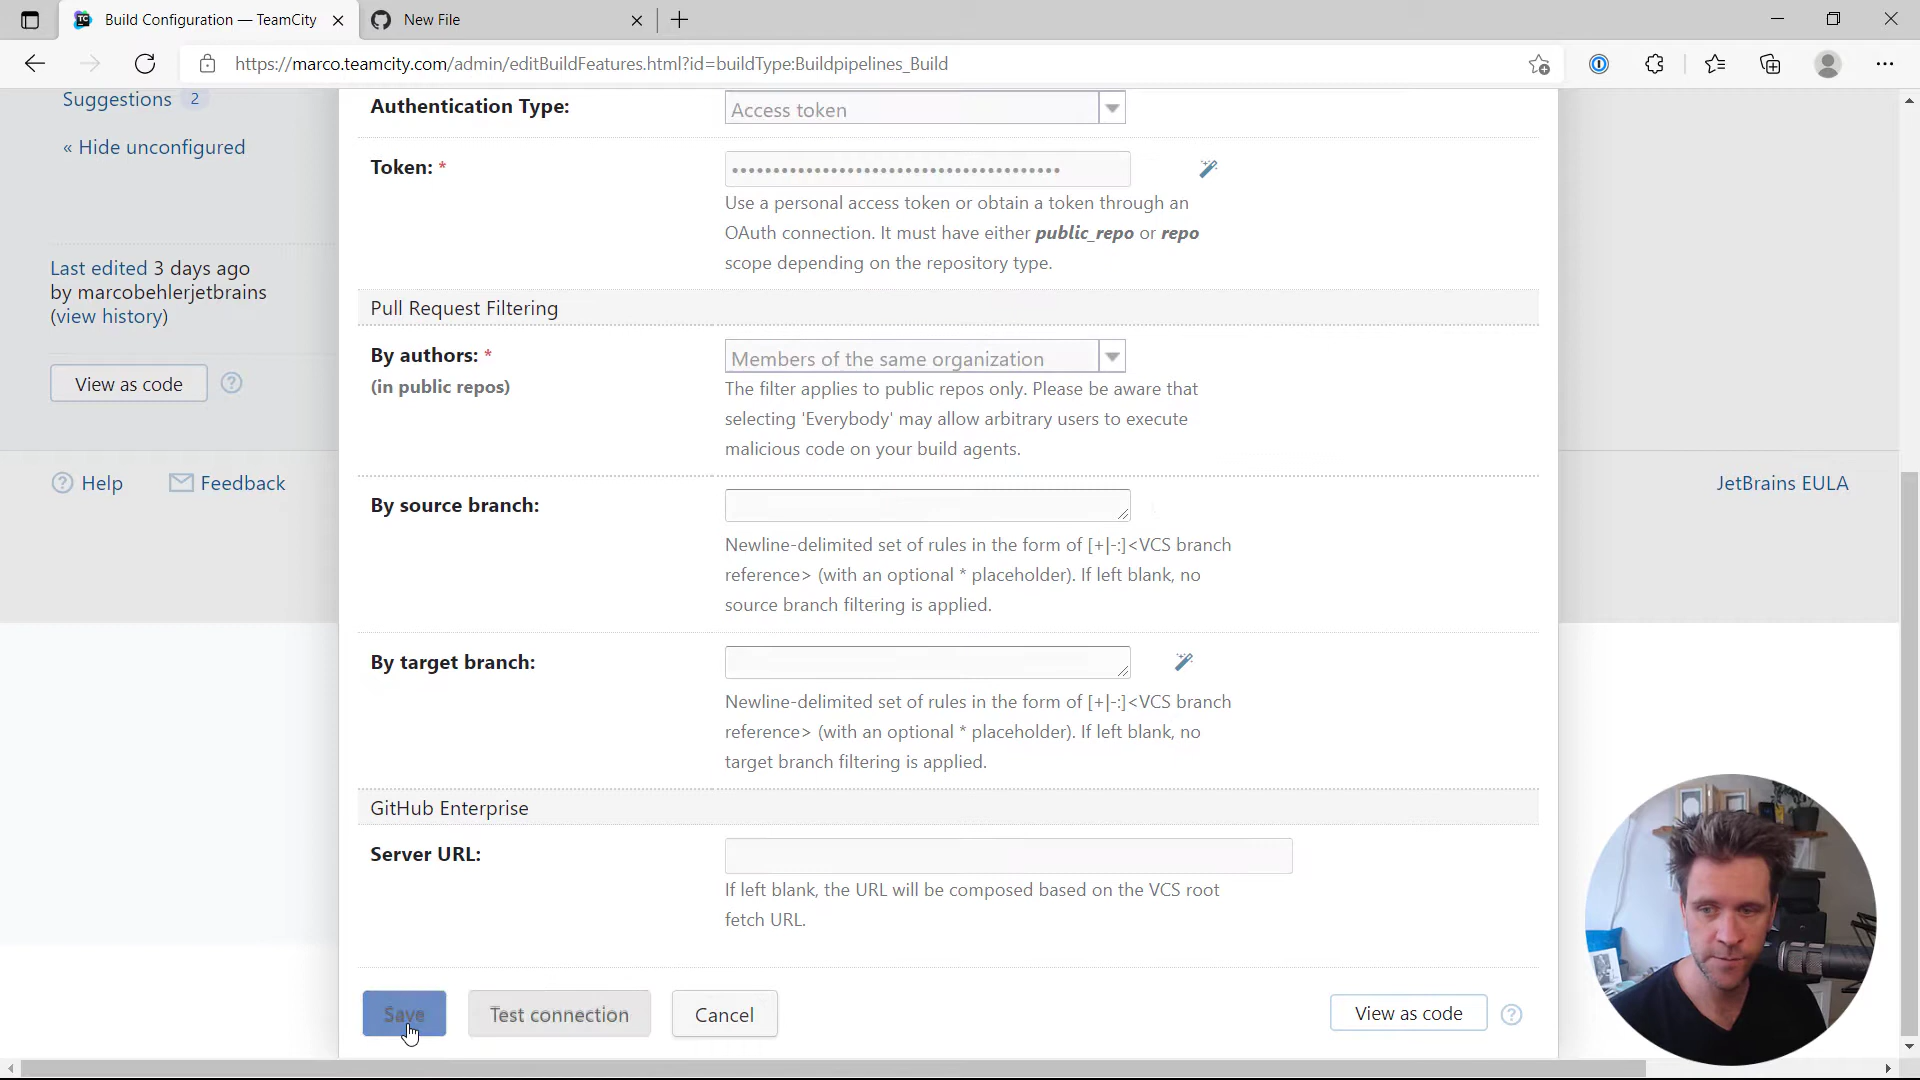 Build Configuration — TeamCity
New File
https://marco.teamcity.com/admin/editBuildFeatures.html?id=buildType:Buildpipelines_Build
Suggestions 2
« Hide unconfigured
Last edited 3 days ago
by marcobehlerjetbrains
(view history)
View as code
Help
Feedback
Authentication Type:
Access token
Token: *
••••••••••••••••••••••••••••••••••••••••
Use a personal access token or obtain a token through an
OAuth connection. It must have either public_repo or repo
scope depending on the repository type.
Pull Request Filtering
By authors: *
(in public repos)
Members of the same organization
The filter applies to public repos only. Please be aware that
selecting 'Everybody' may allow arbitrary users to execute
malicious code on your build agents.
By source branch:
Newline-delimited set of rules in the form of [+|-:]<VCS branch
reference> (with an optional * placeholder). If left blank, no
source branch filtering is applied.
By target branch:
Newline-delimited set of rules in the form of [+|-:]<VCS branch
reference> (with an optional * placeholder). If left blank, no
target branch filtering is applied.
GitHub Enterprise
Server URL:
If left blank, the URL will be composed based on the VCS root
fetch URL.
Save
Test connection
Cancel
View as code
JetBrains EULA